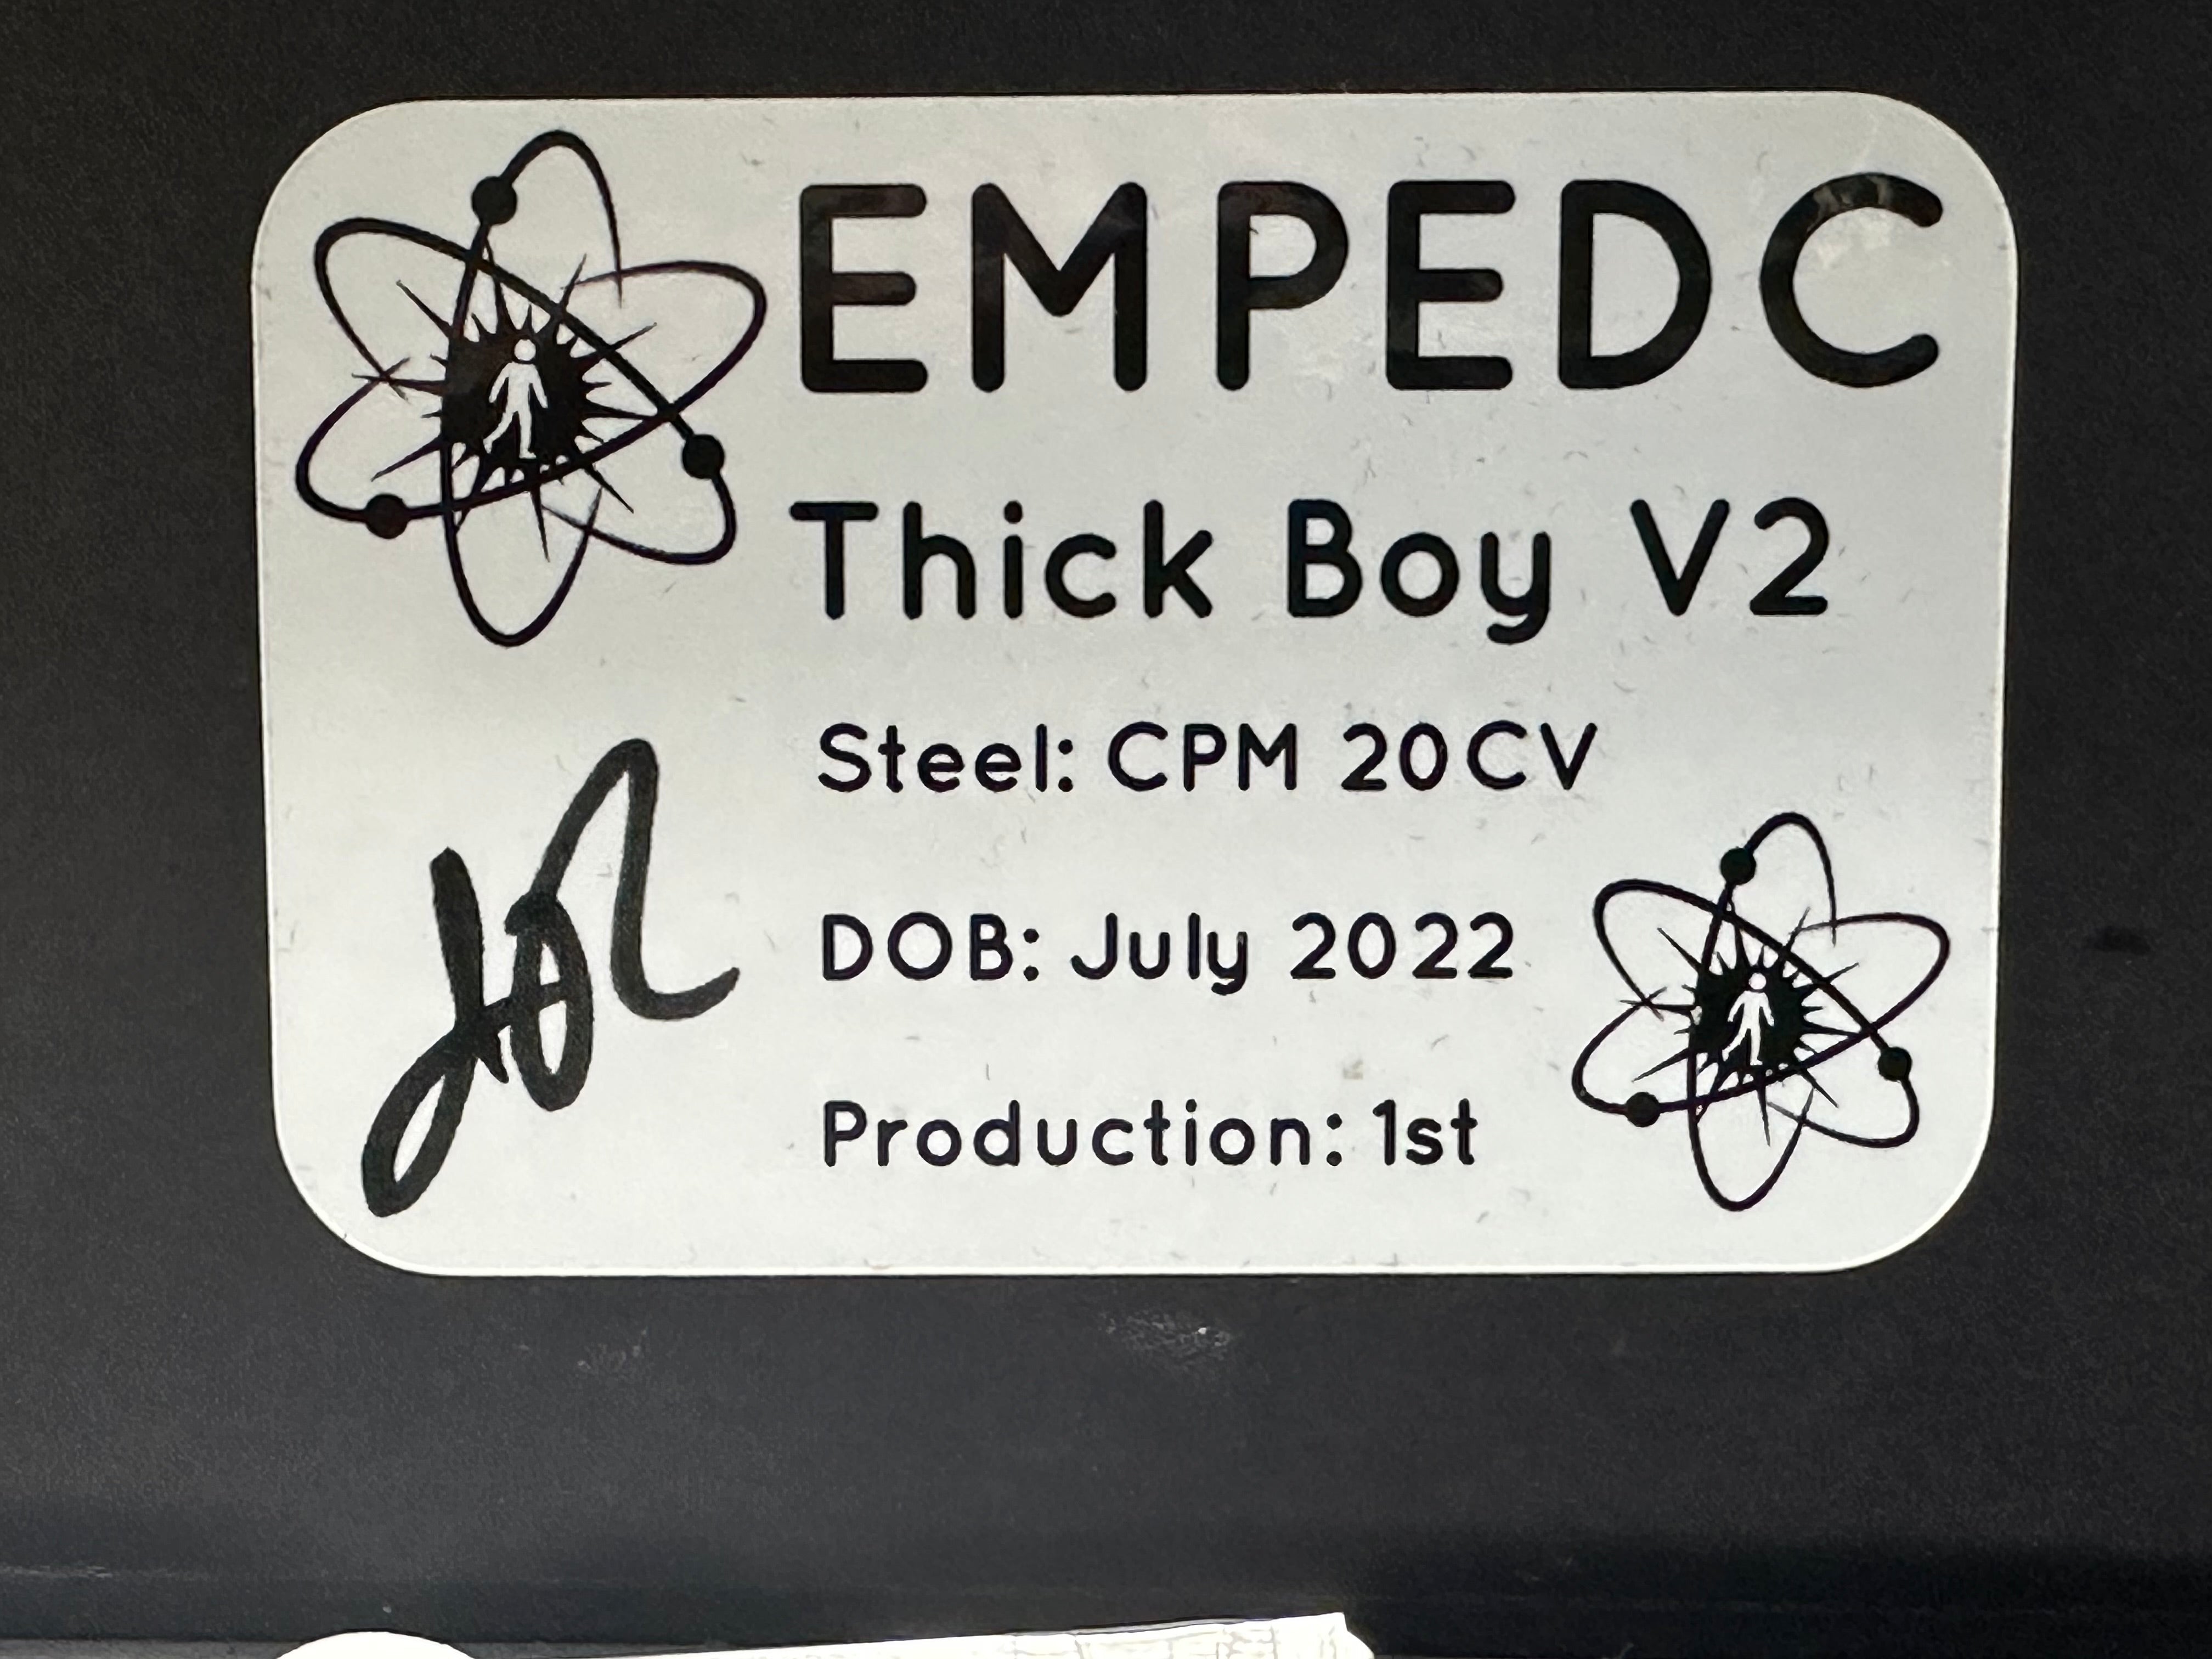 EMPEDC
Thick Boy V2
Steel: CPM 20CV
DOB: July 2022
Production: 1st